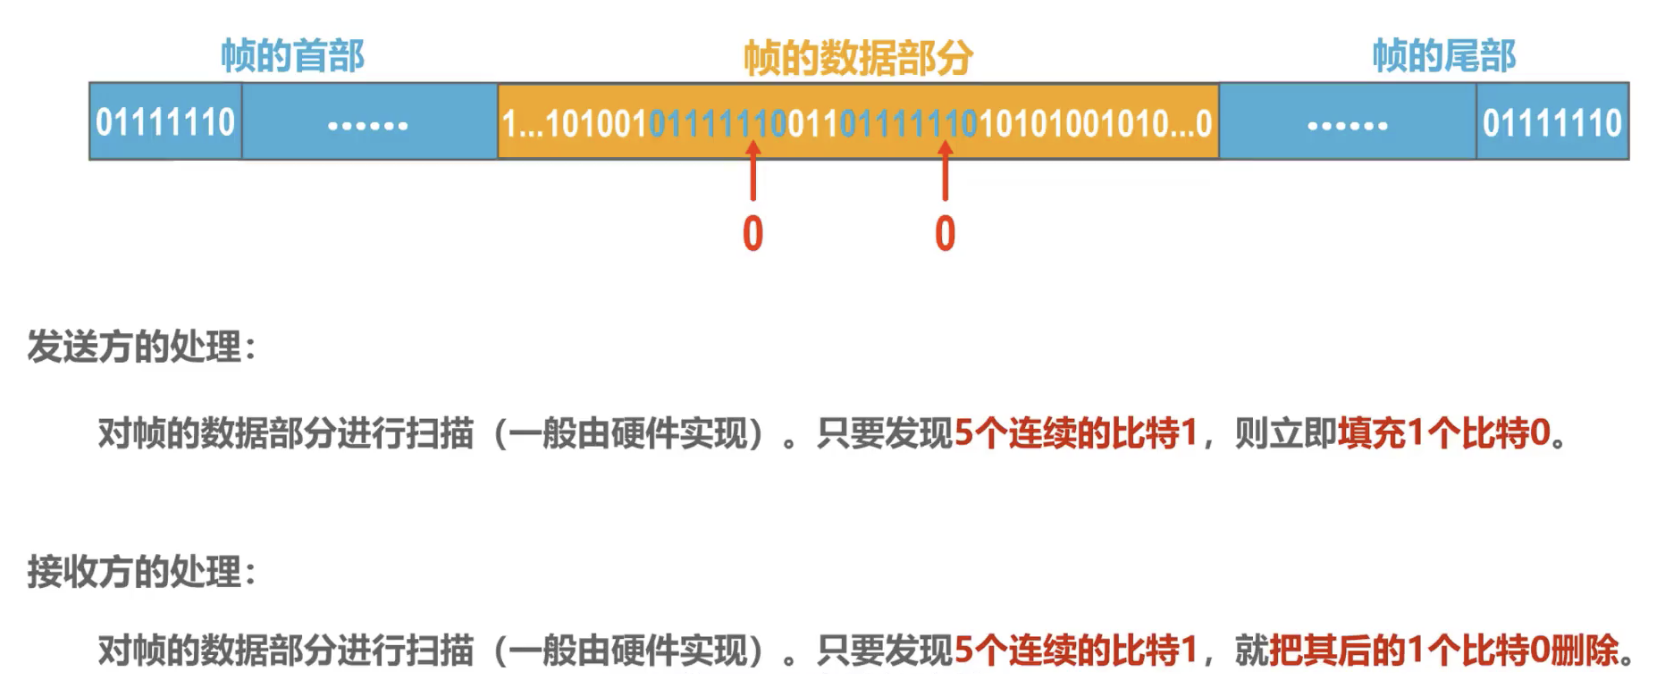 帧的首部 帧的数据部分 帧的尾部
01111110 …… 1...1010010111111000110111111010101001010...0 …… 01111110
0 0
发送方的处理：
对帧的数据部分进行扫描（一般由硬件实现）。只要发现5个连续的比特1，则立即填充1个比特0。
接收方的处理：
对帧的数据部分进行扫描（一般由硬件实现）。只要发现5个连续的比特1，就把其后的1个比特0删除。